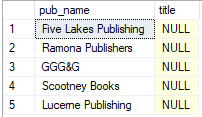 pub_name title
1 Five Lakes Publishing NULL
2 Ramona Publishers NULL
3 GGG&G NULL
4 Scootney Books NULL
5 Lucerne Publishing NULL